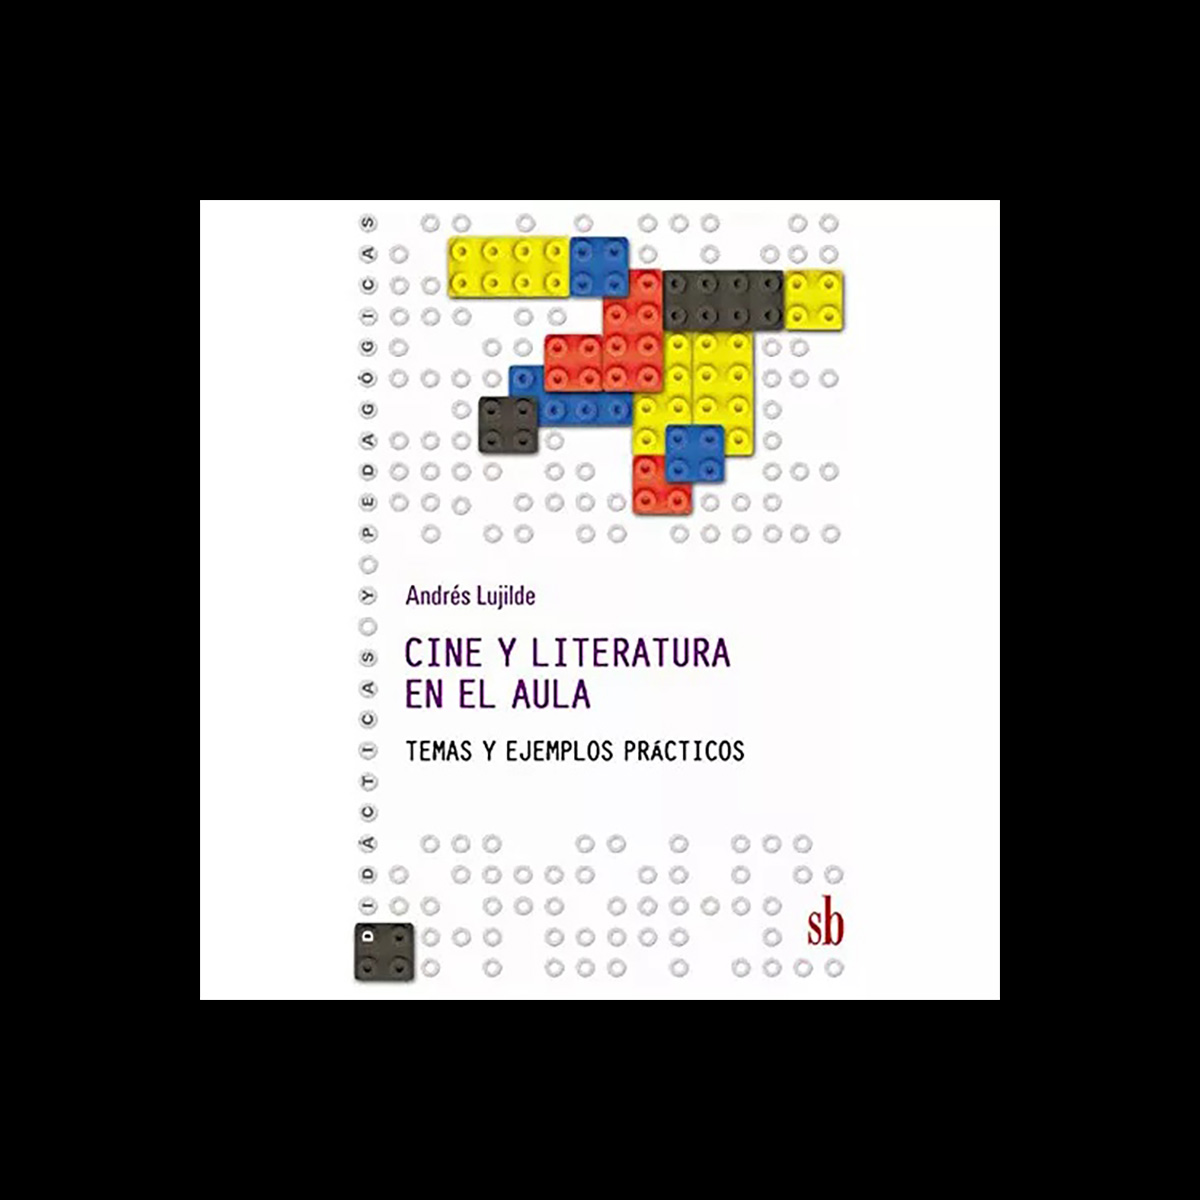 DIDÁCTICAS Y PEDAGÓGICAS
Andrés Lujilde
CINE Y LITERATURA
EN EL AULA
TEMAS Y EJEMPLOS PRÁCTICOS
sb